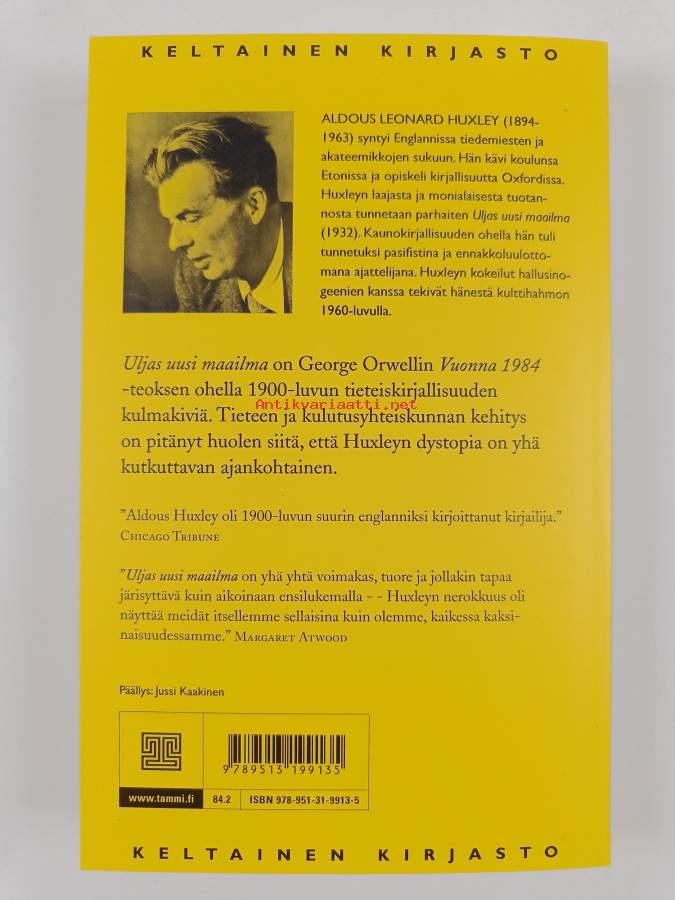 KELTAINEN KIRJASTO
ALDOUS LEONARD HUXLEY (1894-
1963) syntyi Englannissa tiedemiesten ja
akateemikkojen sukuun. Hän kävi koulunsa
Etonissa ja opiskeli kirjallisuutta Oxfordissa.
Huxleyn laajasta ja monialaisesta tuotan-
nosta tunnetaan parhaiten Uljas uusi maailma
(1932). Kaunokirjallisuuden ohella hän tuli
tunnetuksi pasifistina ja ennakkoluulotto-
mana ajattelijana. Huxleyn kokeilut hallusino-
geenien kanssa tekivät hänestä kulttihahmon
1960-luvulla.
Uljas uusi maailma on George Orwellin Vuonna 1984
-teoksen ohella 1900-luvun tieteiskirjallisuuden
kulmakiviä. Tieteen ja kulutusyhteiskunnan kehitys
on pitänyt huolen siitä, että Huxleyn dystopia on yhä
kutkuttavan ajankohtainen.
Antikvariaatti.net
”Aldous Huxley oli 1900-luvun suurin englanniksi kirjoittanut kirjailija.”
CHICAGO TRIBUNE
”Uljas uusi maailma on yhä yhtä voimakas, tuore ja jollakin tapaa
järisyttävä kuin aikoinaan ensilukemalla - - Huxleyn nerokkuus oli
näyttää meidät itsellemme sellaisina kuin olemme, kaikessa kaksi-
naisuudessamme.” MARGARET ATWOOD
Päällys: Jussi Kaakinen
9 789513 199135
www.tammi.fi 84.2 ISBN 978-951-31-9913-5
KELTAINEN KIRJASTO